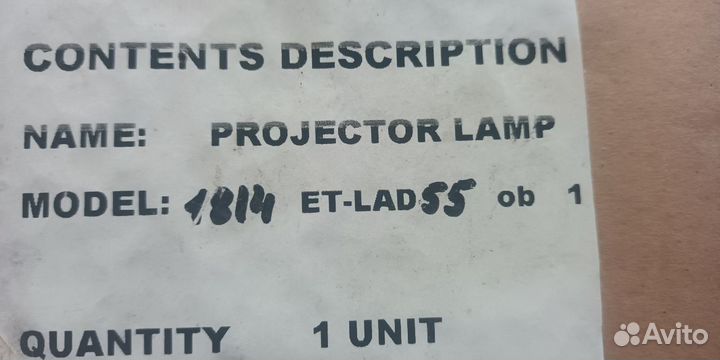 CONTENTS DESCRIPTION
NAME: PROJECTOR LAMP
MODEL: 1814 ET-LAD55 ob 1
QUANTITY 1 UNIT
Avito